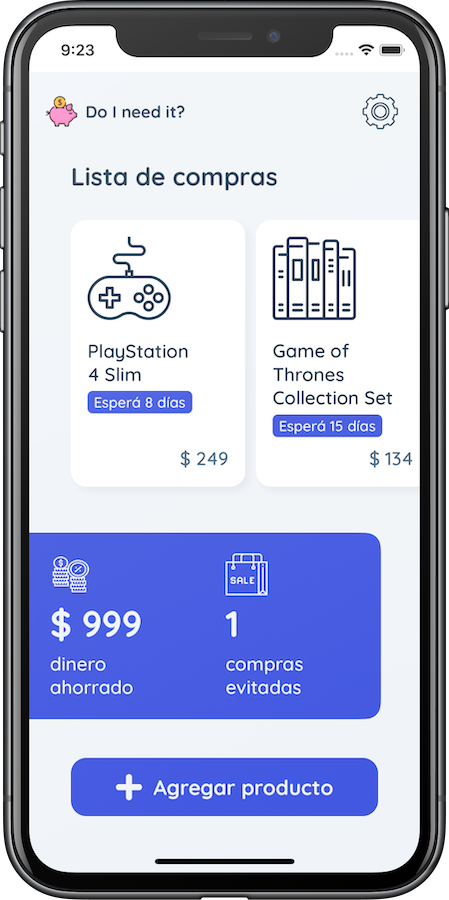 9:23
Do I need it?
Lista de compras
PlayStation
4 Slim
Esperá 8 días
$ 249
Game of
Thrones
Collection Set
Esperá 15 días
$ 134
SALE
$ 999
dinero
ahorrado
1
compras
evitadas
Agregar producto